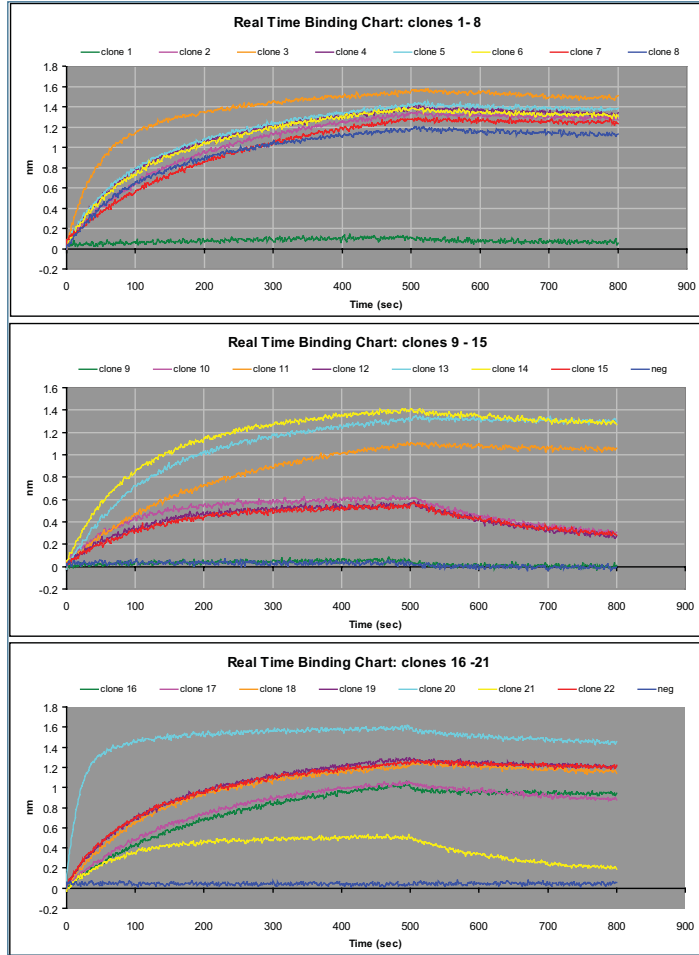 Real Time Binding Chart: clones 1- 8
clone 1 clone 2 clone 3 clone 4 clone 5 clone 6 clone 7 clone 8
1.8
1.6
1.4
1.2
1
0.8
0.6
0.4
0.2
0
-0.2
nm
0 100 200 300 400 500 600 700 800 900
Time (sec)
Real Time Binding Chart: clones 9 - 15
clone 9 clone 10 clone 11 clone 12 clone 13 clone 14 clone 15 neg
1.6
1.4
1.2
1
0.8
0.6
0.4
0.2
0
-0.2
nm
0 100 200 300 400 500 600 700 800 900
Time (sec)
Real Time Binding Chart: clones 16 -21
clone 16 clone 17 clone 18 clone 19 clone 20 clone 21 clone 22 neg
1.8
1.6
1.4
1.2
1
0.8
0.6
0.4
0.2
0
-0.2
nm
0 100 200 300 400 500 600 700 800 900
Time (sec)